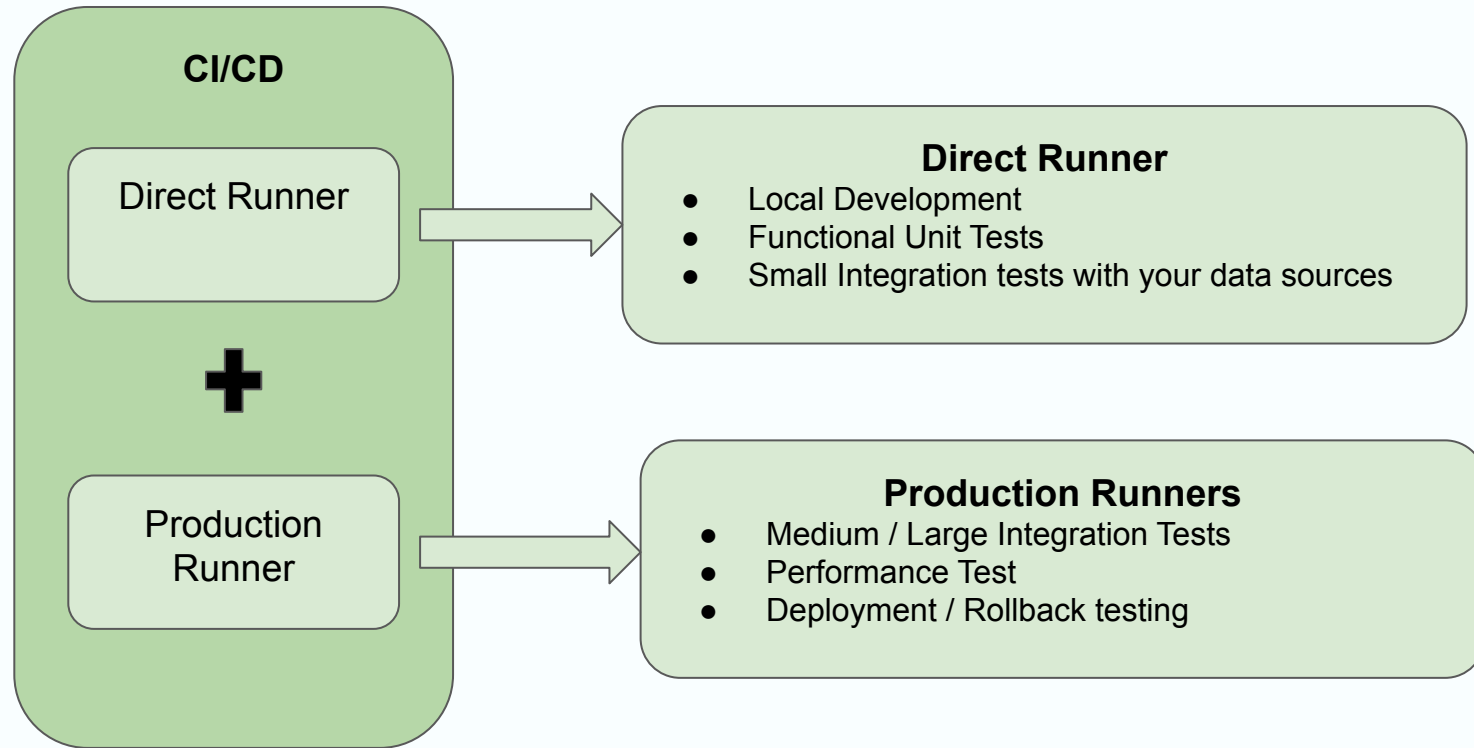 CI/CD
Direct Runner
Production
Runner
Direct Runner
● Local Development
● Functional Unit Tests
● Small Integration tests with your data sources
Production Runners
● Medium / Large Integration Tests
● Performance Test
● Deployment / Rollback testing